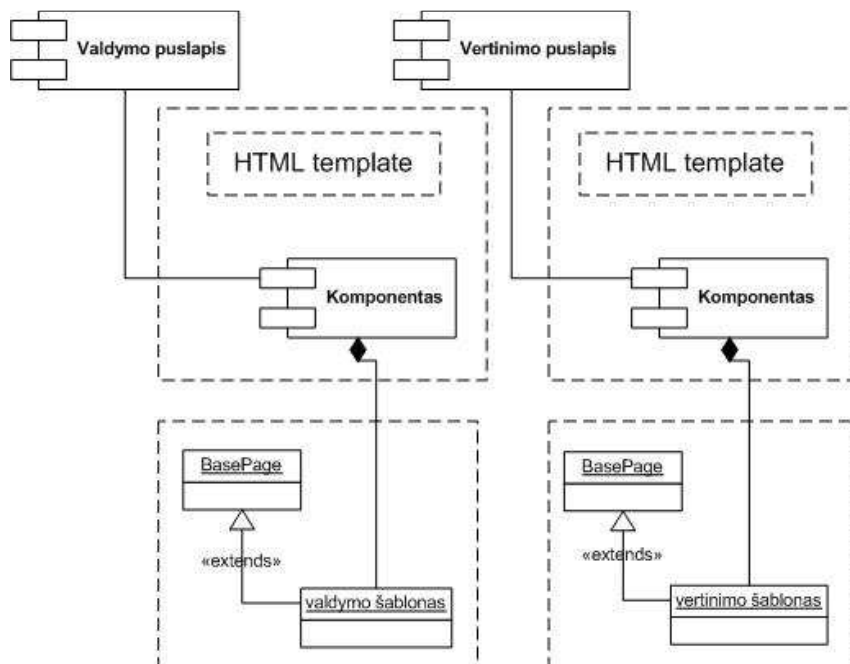 Valdymo puslapis
Vertinimo puslapis
HTML template
HTML template
Komponentas
Komponentas
BasePage
BasePage
«extends»
«extends»
valdymo šablonas
vertinimo šablonas